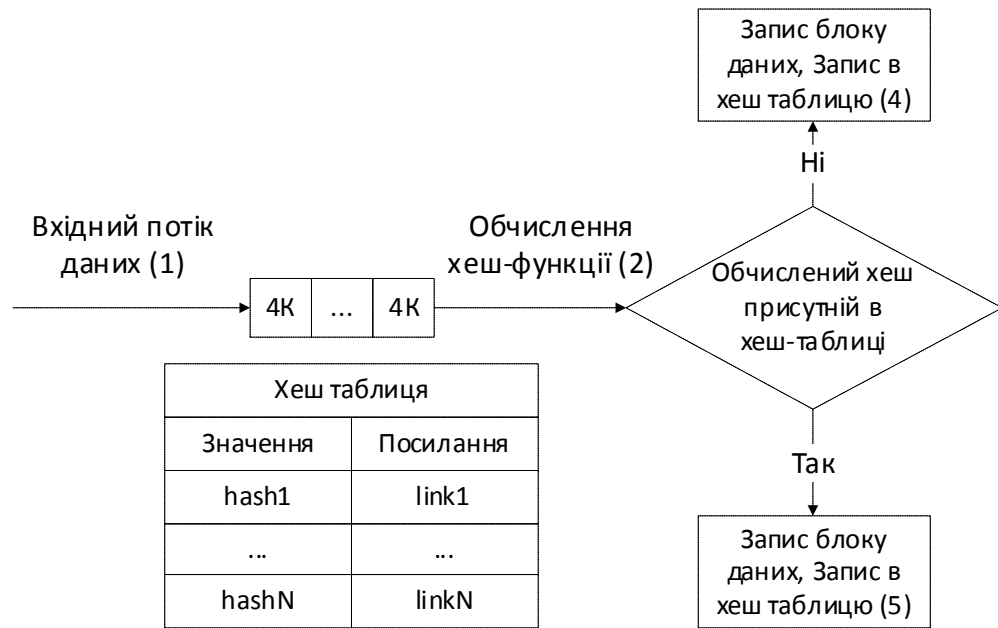 Запис блоку
даних, Запис в
хеш таблицю (4)
Ні
Вхідний потік
даних (1)
Обчислення
хеш-функції (2)
4К ... 4К
Обчислений хеш
присутній в
хеш-таблиці
Хеш таблиця
Значення Посилання
hash1 link1
... ...
hashN linkN
Так
Запис блоку
даних, Запис в
хеш таблицю (5)